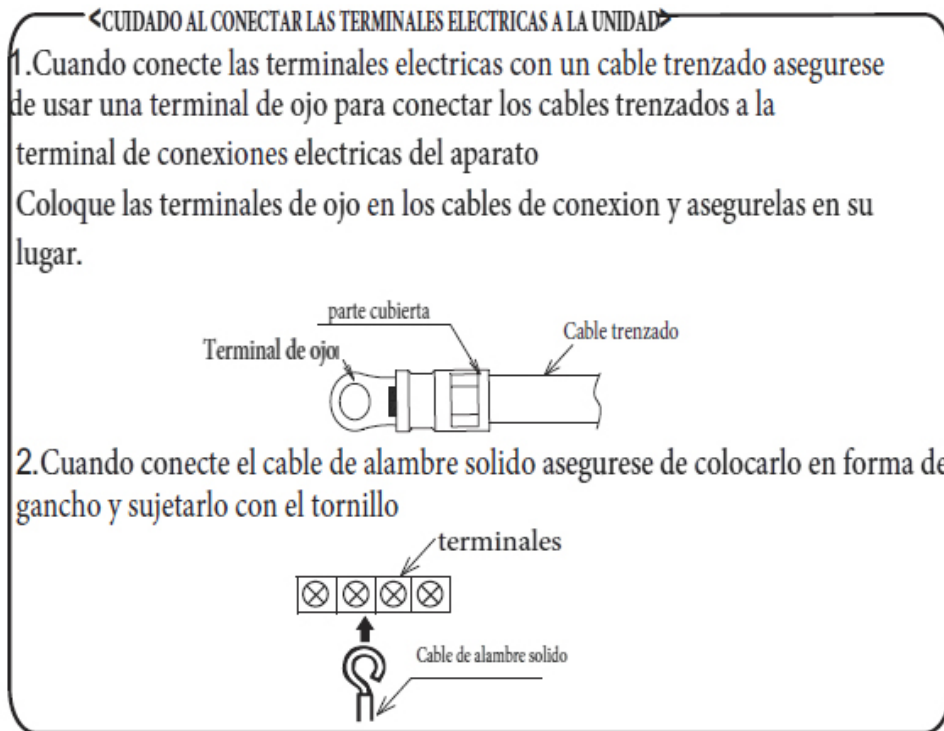 <CUIDADO AL CONECTAR LAS TERMINALES ELECTRICAS A LA UNIDAD>
1.Cuando conecte las terminales electricas con un cable trenzado asegurese
de usar una terminal de ojo para conectar los cables trenzados a la
terminal de conexiones electricas del aparato
Coloque las terminales de ojo en los cables de conexion y asegurelas en su
lugar.
parte cubierta
Cable trenzado
Terminal de ojo
2.Cuando conecte el cable de alambre solido asegurese de colocarlo en forma de
gancho y sujetarlo con el tornillo
terminales
Cable de alambre solido